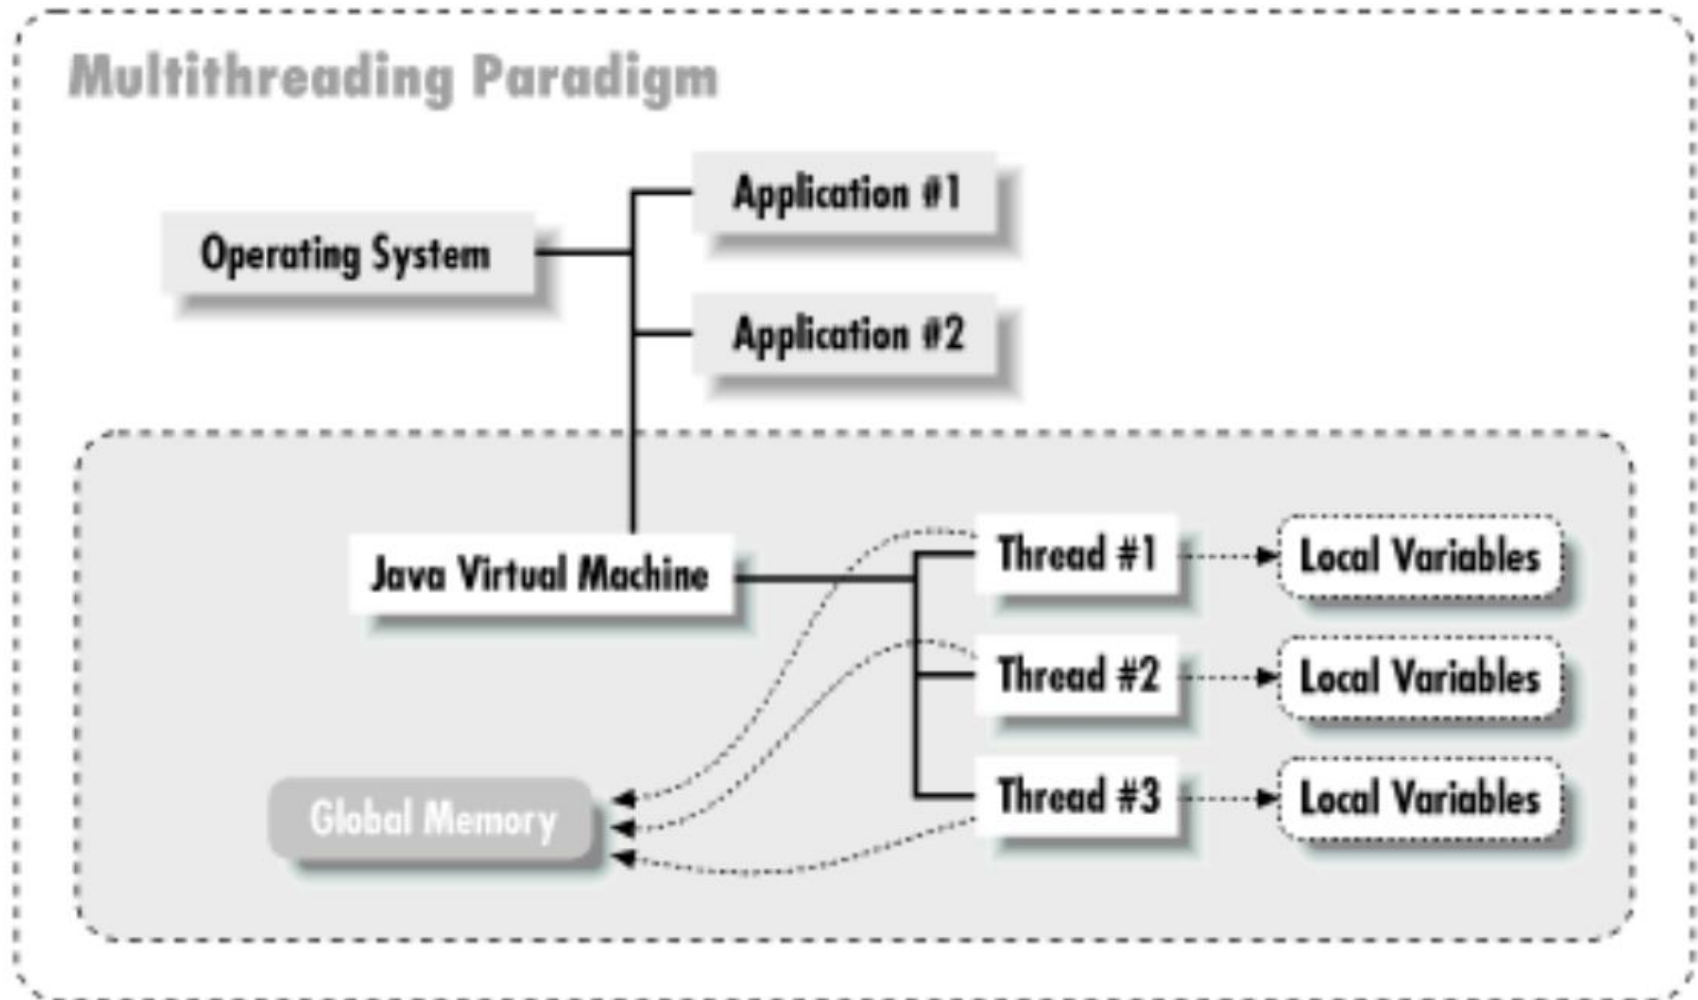 Multithreading Paradigm
Application #1
Operating System
Application #2
Java Virtual Machine
Thread #1
Local Variables
Thread #2
Local Variables
Thread #3
Local Variables
Global Memory